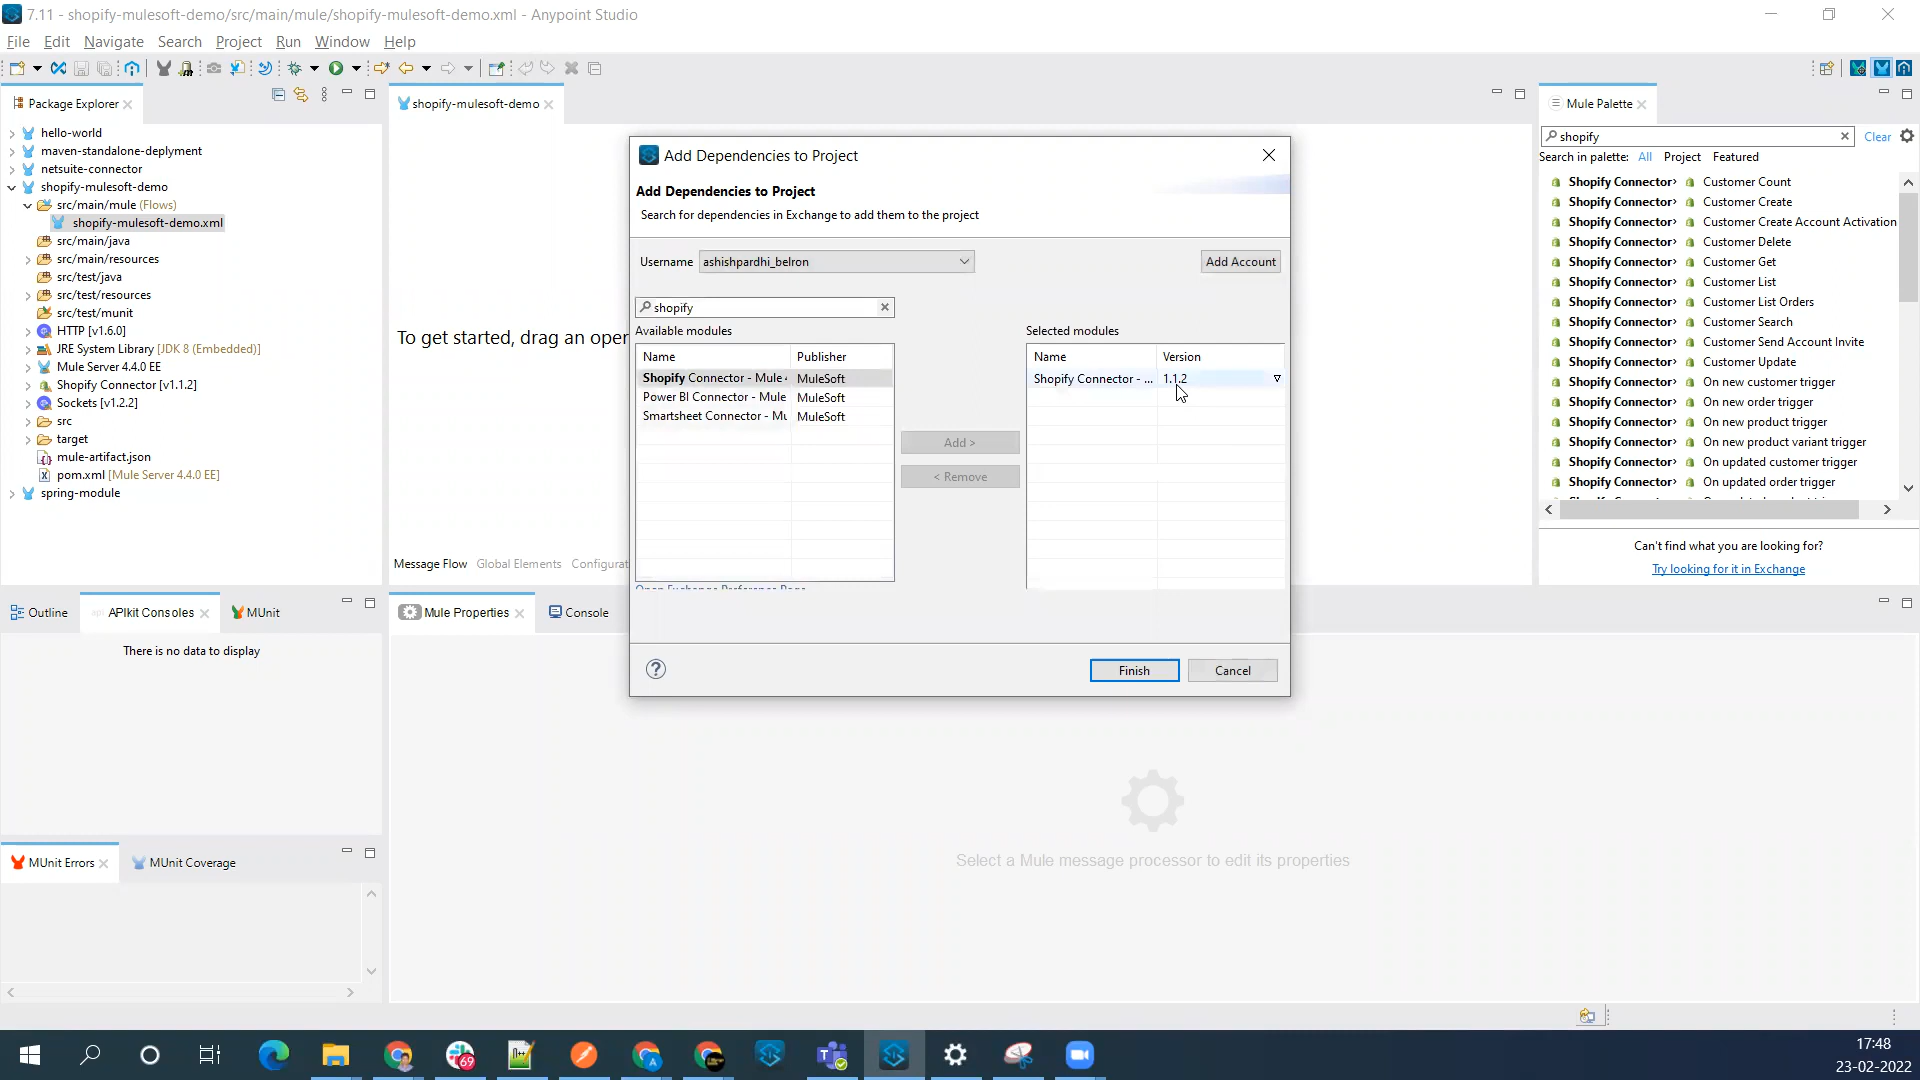 7.11 - shopify-mulesoft-demo/src/main/mule/shopify-mulesoft-demo.xml - Anypoint Studio
File Edit Navigate Search Project Run Window Help
Package Explorer
hello-world
maven-standalone-deplyment
netsuite-connector
shopify-mulesoft-demo
src/main/mule (Flows)
shopify-mulesoft-demo.xml
src/main/java
src/main/resources
src/test/java
src/test/resources
src/test/munit
HTTP [v1.6.0]
JRE System Library [JDK 8 (Embedded)]
Mule Server 4.4.0 EE
Shopify Connector [v1.1.2]
Sockets [v1.2.2]
src
target
mule-artifact.json
pom.xml [Mule Server 4.4.0 EE]
spring-module
shopify-mulesoft-demo
To get started, drag an oper
Message Flow Global Elements Configurat
Add Dependencies to Project
Add Dependencies to Project
Search for dependencies in Exchange to add them to the project
Username ashishpardhi_belron Add Account
shopify
Available modules
Name Publisher
Shopify Connector - Mule 4 MuleSoft
Power BI Connector - Mule MuleSoft
Smartsheet Connector - Mu MuleSoft
Open Exchange Preference Page
Add >
< Remove
Selected modules
Name Version
Shopify Connector - ... 1.1.2
Finish Cancel
Mule Palette
shopify Clear
Search in palette: All Project Featured
Shopify Connector› Customer Count
Shopify Connector› Customer Create
Shopify Connector› Customer Create Account Activation
Shopify Connector› Customer Delete
Shopify Connector› Customer Get
Shopify Connector› Customer List
Shopify Connector› Customer List Orders
Shopify Connector› Customer Search
Shopify Connector› Customer Send Account Invite
Shopify Connector› Customer Update
Shopify Connector› On new customer trigger
Shopify Connector› On new order trigger
Shopify Connector› On new product trigger
Shopify Connector› On new product variant trigger
Shopify Connector› On updated customer trigger
Shopify Connector› On updated order trigger
Can't find what you are looking for?
Try looking for it in Exchange
Outline APIkit Consoles MUnit
There is no data to display
MUnit Errors MUnit Coverage
Mule Properties Console
Select a Mule message processor to edit its properties
69
17:48
23-02-2022